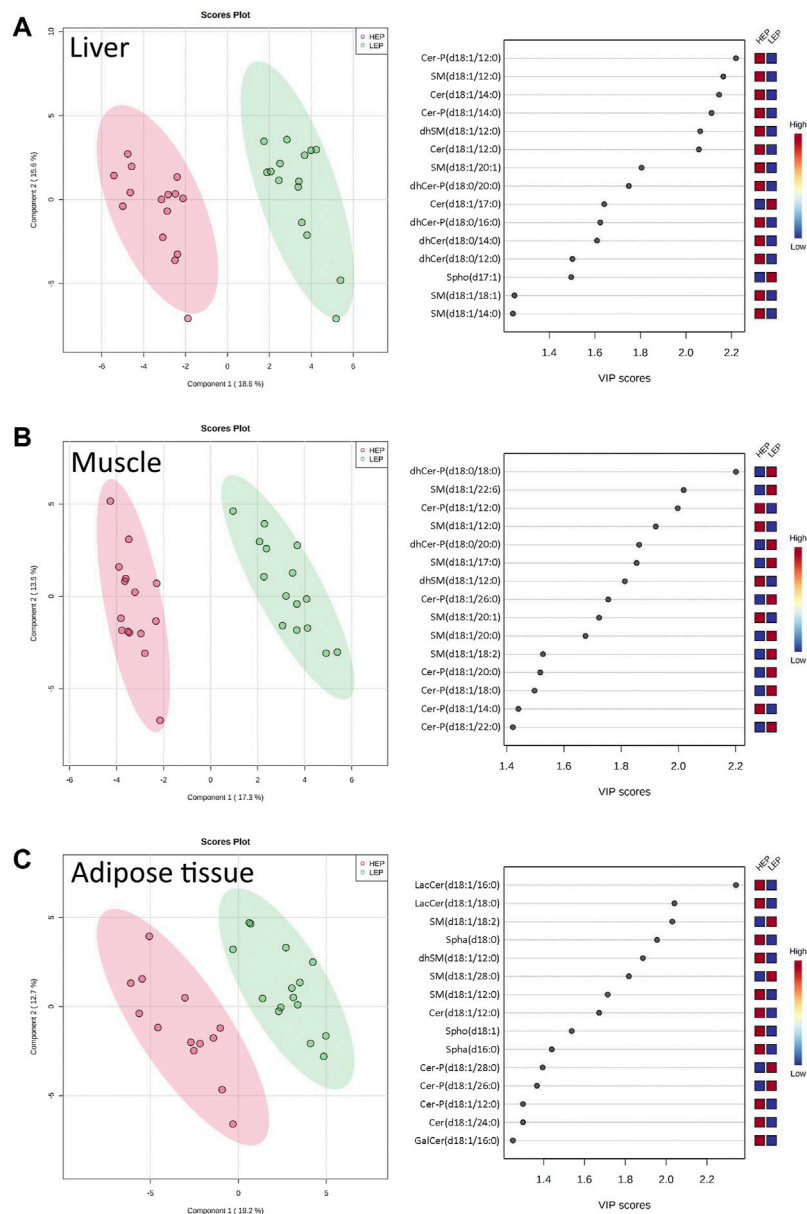 A
Scores Plot
Liver
HEP
LEP
10
5
0
-5
Component 2 ( 15.6 %)
-6
-4
-2
0
2
4
6
Component 1 ( 18.6 %)
HEP
LEP
Cer-P(d18:1/12:0)
SM(d18:1/12:0)
Cer(d18:1/14:0)
Cer-P(d18:1/14:0)
dhSM(d18:1/12:0)
Cer(d18:1/12:0)
SM(d18:1/20:1)
dhCer-P(d18:0/20:0)
Cer(d18:1/17:0)
dhCer-P(d18:0/16:0)
dhCer(d18:0/14:0)
dhCer(d18:0/12:0)
Spho(d17:1)
SM(d18:1/18:1)
SM(d18:1/14:0)
1.4
1.6
1.8
2.0
2.2
VIP scores
High
Low
B
Scores Plot
Muscle
HEP
LEP
5
0
-5
Component 2 ( 13.5 %)
-6
-4
-2
0
2
4
6
Component 1 ( 17.3 %)
HEP
LEP
dhCer-P(d18:0/18:0)
SM(d18:1/22:6)
Cer-P(d18:1/12:0)
SM(d18:1/12:0)
dhCer-P(d18:0/20:0)
SM(d18:1/17:0)
dhSM(d18:1/12:0)
Cer-P(d18:1/26:0)
SM(d18:1/20:1)
SM(d18:1/20:0)
SM(d18:1/18:2)
Cer-P(d18:1/20:0)
Cer-P(d18:1/18:0)
Cer-P(d18:1/14:0)
Cer-P(d18:1/22:0)
1.4
1.6
1.8
2.0
2.2
VIP scores
High
Low
C
Scores Plot
Adipose tissue
HEP
LEP
5
0
-5
Component 2 ( 12.7 %)
-5
0
5
Component 1 ( 19.2 %)
HEP
LEP
LacCer(d18:1/16:0)
LacCer(d18:1/18:0)
SM(d18:1/18:2)
Spha(d18:0)
dhSM(d18:1/12:0)
SM(d18:1/28:0)
SM(d18:1/12:0)
Cer(d18:1/12:0)
Spho(d18:1)
Spha(d16:0)
Cer-P(d18:1/28:0)
Cer-P(d18:1/26:0)
Cer-P(d18:1/12:0)
Cer(d18:1/24:0)
GalCer(d18:1/16:0)
1.4
1.6
1.8
2.0
2.2
VIP scores
High
Low